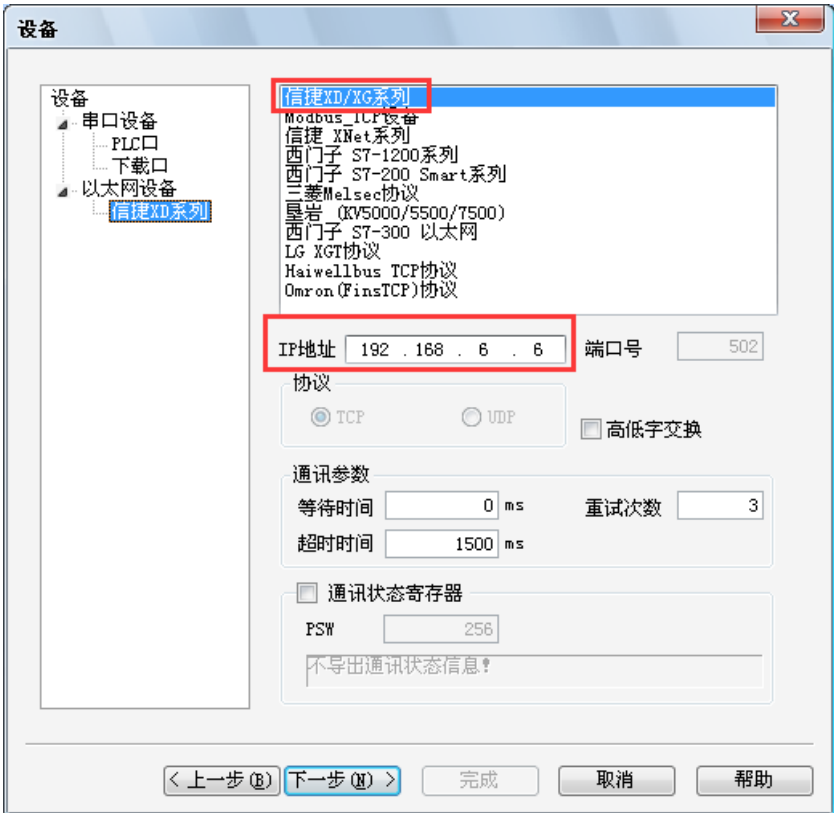 设备
设备
串口设备
PLC口
下载口
以太网设备
信捷XD系列
信捷XD/XG系列
Modbus_TCP设备
信捷 XNet系列
西门子 S7-1200系列
西门子 S7-200 Smart系列
三菱Melsec协议
基岩 (KV5000/5500/7500)
西门子 S7-300 以太网
LG XGT协议
Haiwellbus TCP协议
Omron(FinsTCP)协议
IP地址 192 . 168 . 6 . 6 端口号 502
协议
TCP UDP
高低字交换
通讯参数
等待时间 0 ms 重试次数 3
超时时间 1500 ms
通讯状态寄存器
PSW 256
不导出通讯状态信息!
< 上一步(B) 下一步(N) > 完成 取消 帮助